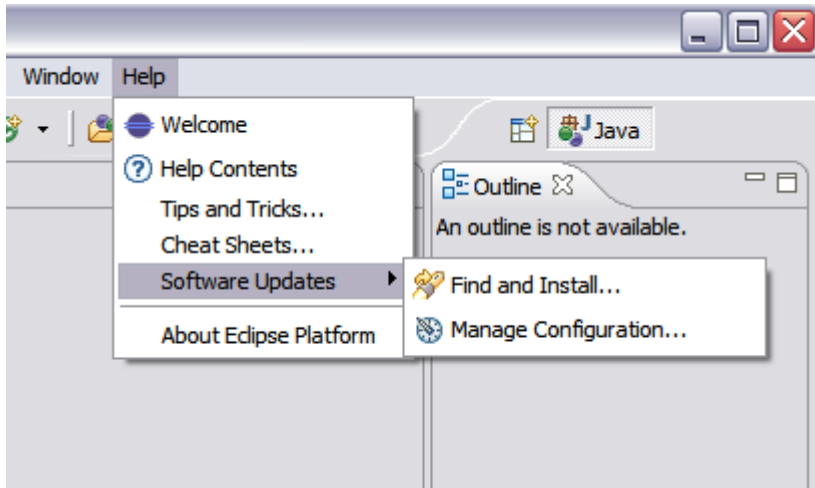 Window Help
Welcome
Java
Help Contents
Outline
Tips and Tricks...
An outline is not available.
Cheat Sheets...
Software Updates
Find and Install...
Manage Configuration...
About Eclipse Platform